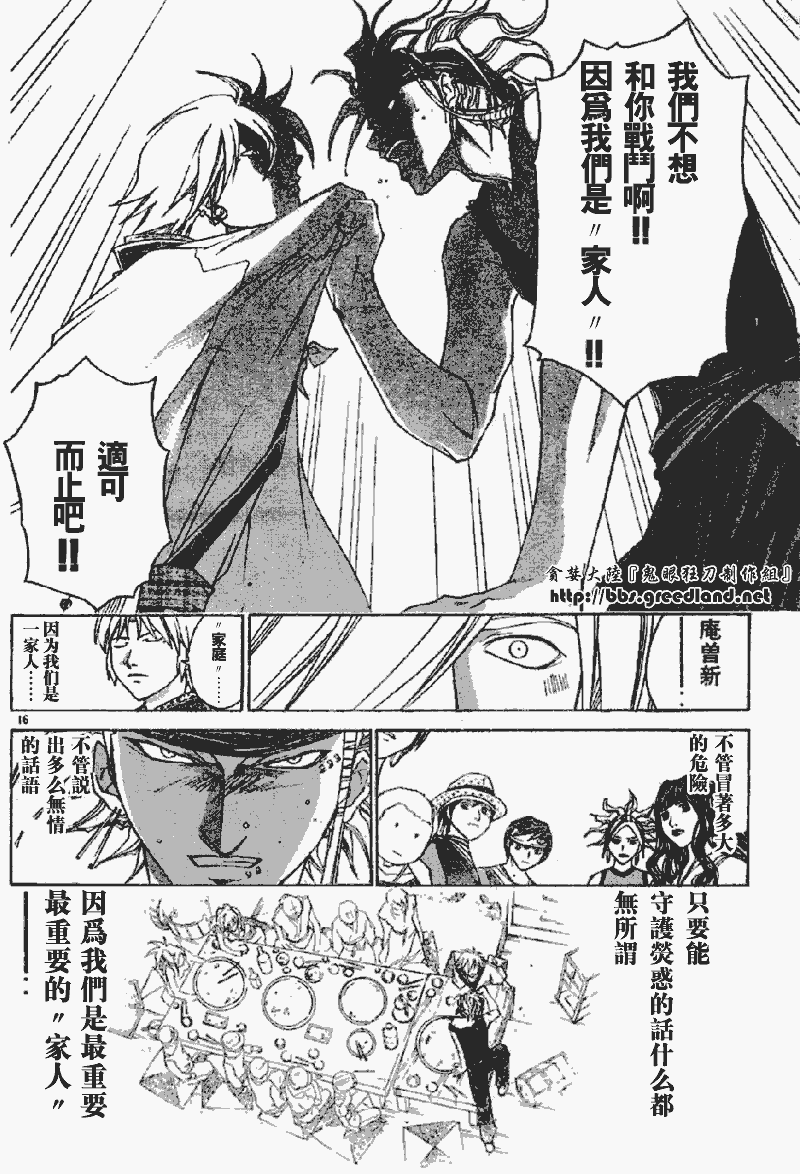 我們不想
和你戰鬥啊!!
因爲我們是〃家人〃!!
適可
而止吧!!
貪婪大陸『鬼眼狂刀制作組』
http://bbs.greedland.net
庵曾新
……
〃家庭〃
……
因为我们是
一家人……
16
不管冒著多大
的危險
不管説
出多么無情
的話語
只要能
守護熒惑的話什么都
無所謂
因爲我們是最重要
最重要的〃家人〃